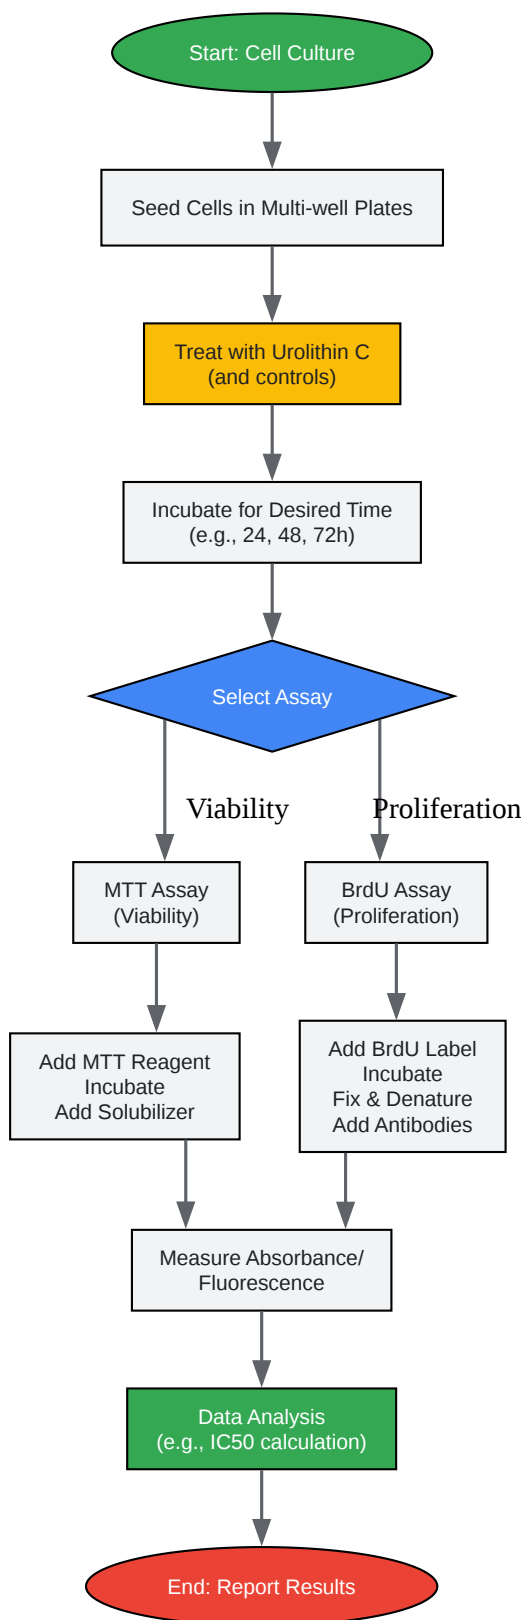 Start: Cell Culture
Seed Cells in Multi-well Plates
Treat with Urolithin C
(and controls)
Incubate for Desired Time
(e.g., 24, 48, 72h)
Select Assay
Viability
Proliferation
MTT Assay
(Viability)
BrdU Assay
(Proliferation)
Add MTT Reagent
Incubate
Add Solubilizer
Add BrdU Label
Incubate
Fix & Denature
Add Antibodies
Measure Absorbance/
Fluorescence
Data Analysis
(e.g., IC50 calculation)
End: Report Results